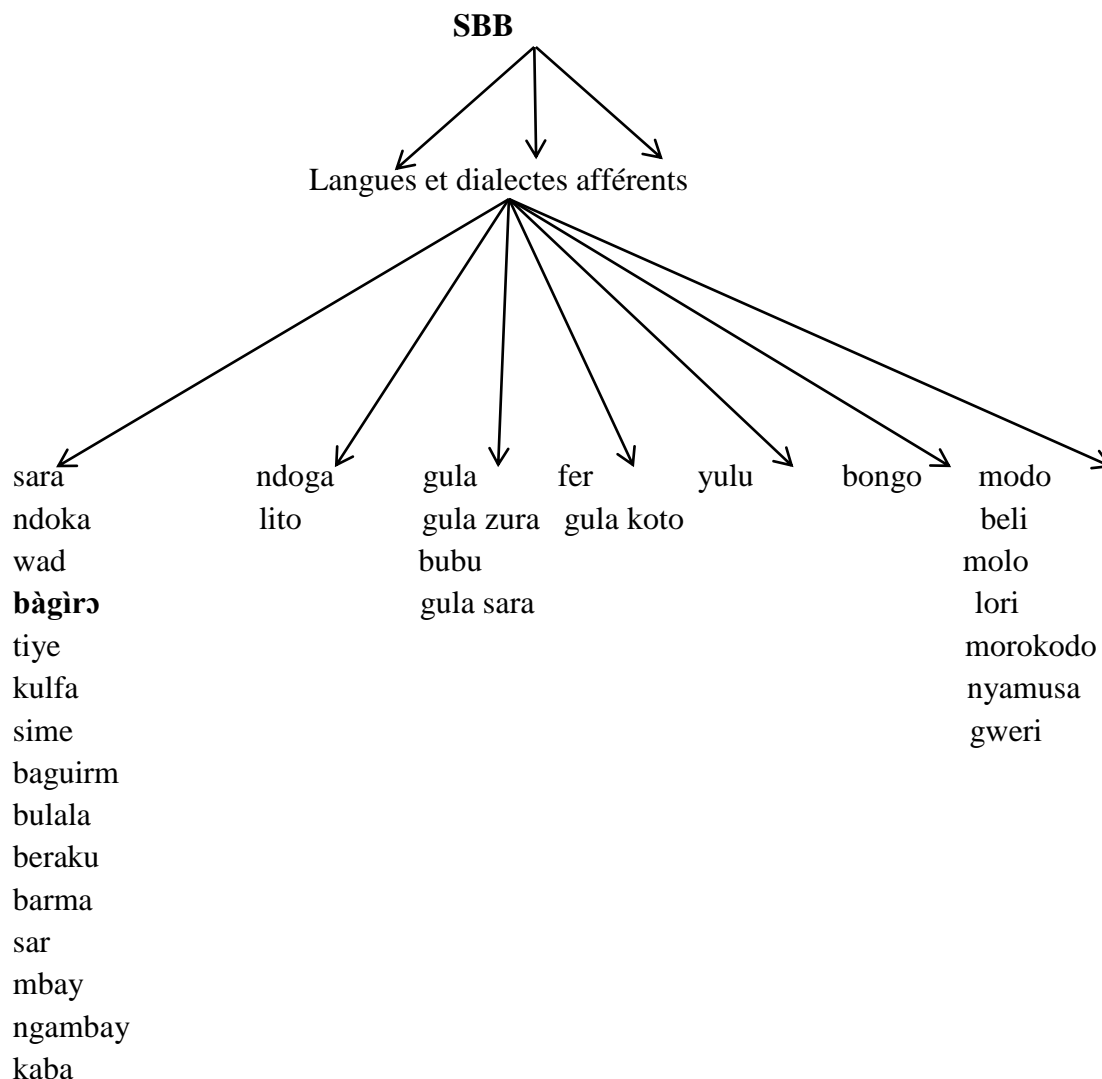 SBB
Langues et dialectes afférents
sara ndoga gula fer yulu bongo modo
ndoka lito gula zura gula koto beli
wad bubu molo
bàgìrɔ gula sara lori
tiye morokodo
kulfa nyamusa
sime gweri
baguirm
bulala
beraku
barma
sar
mbay
ngambay
kaba